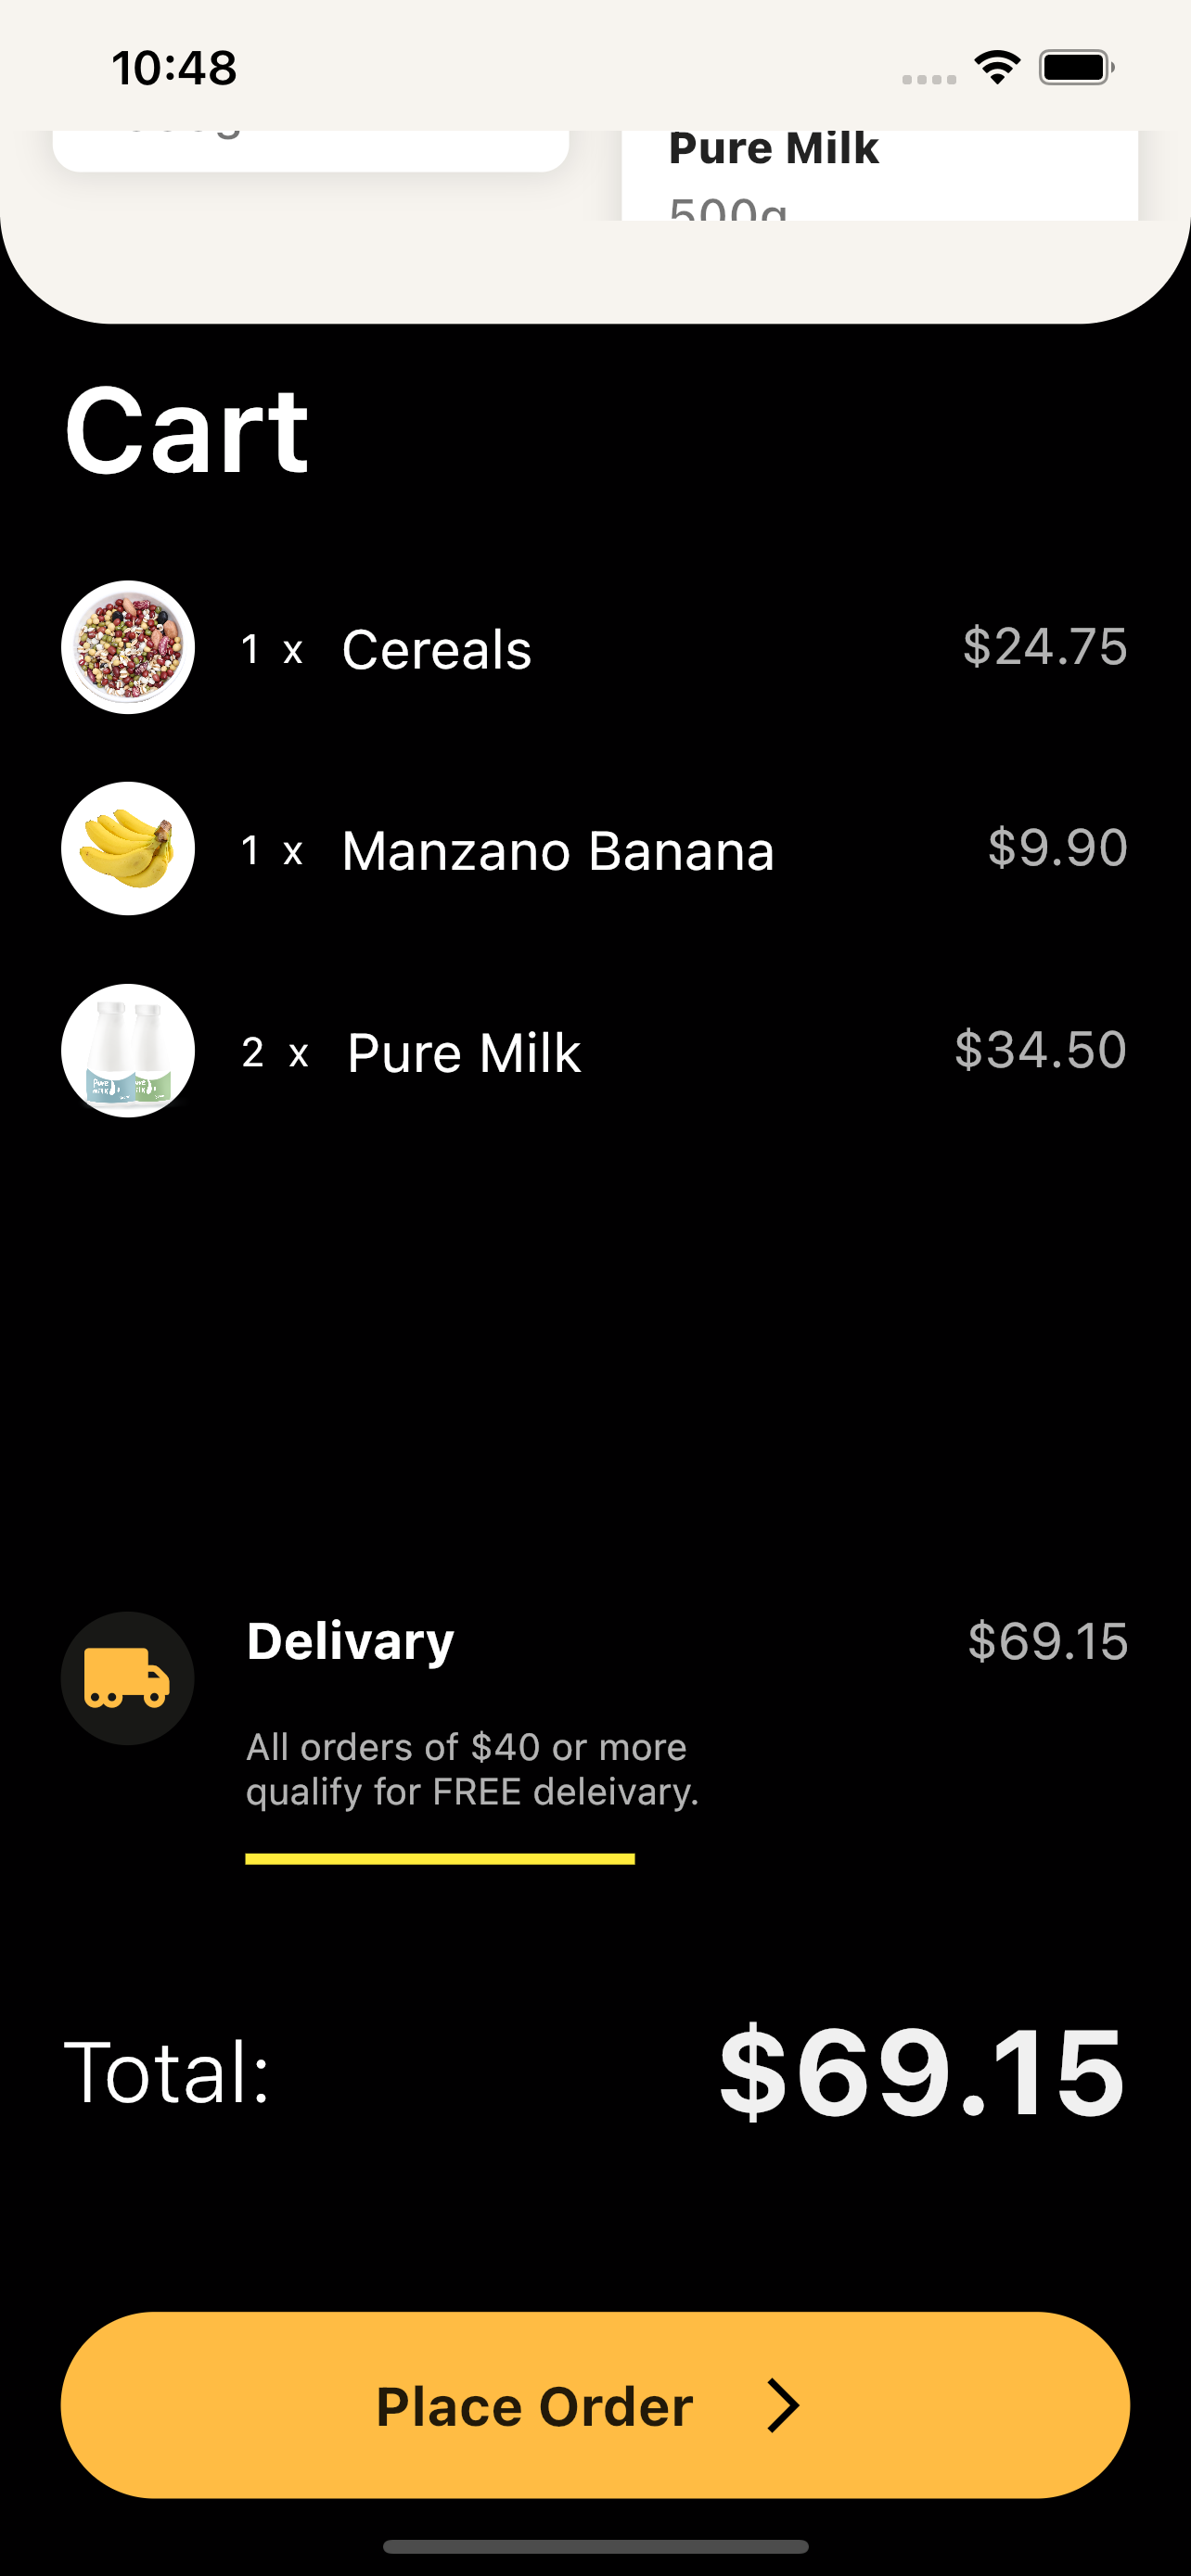 10:48
Pure Milk
500g
Cart
1 x Cereals $24.75
1 x Manzano Banana $9.90
2 x Pure Milk $34.50
Delivary $69.15
All orders of $40 or more
qualify for FREE deleivary.
Total: $69.15
Place Order